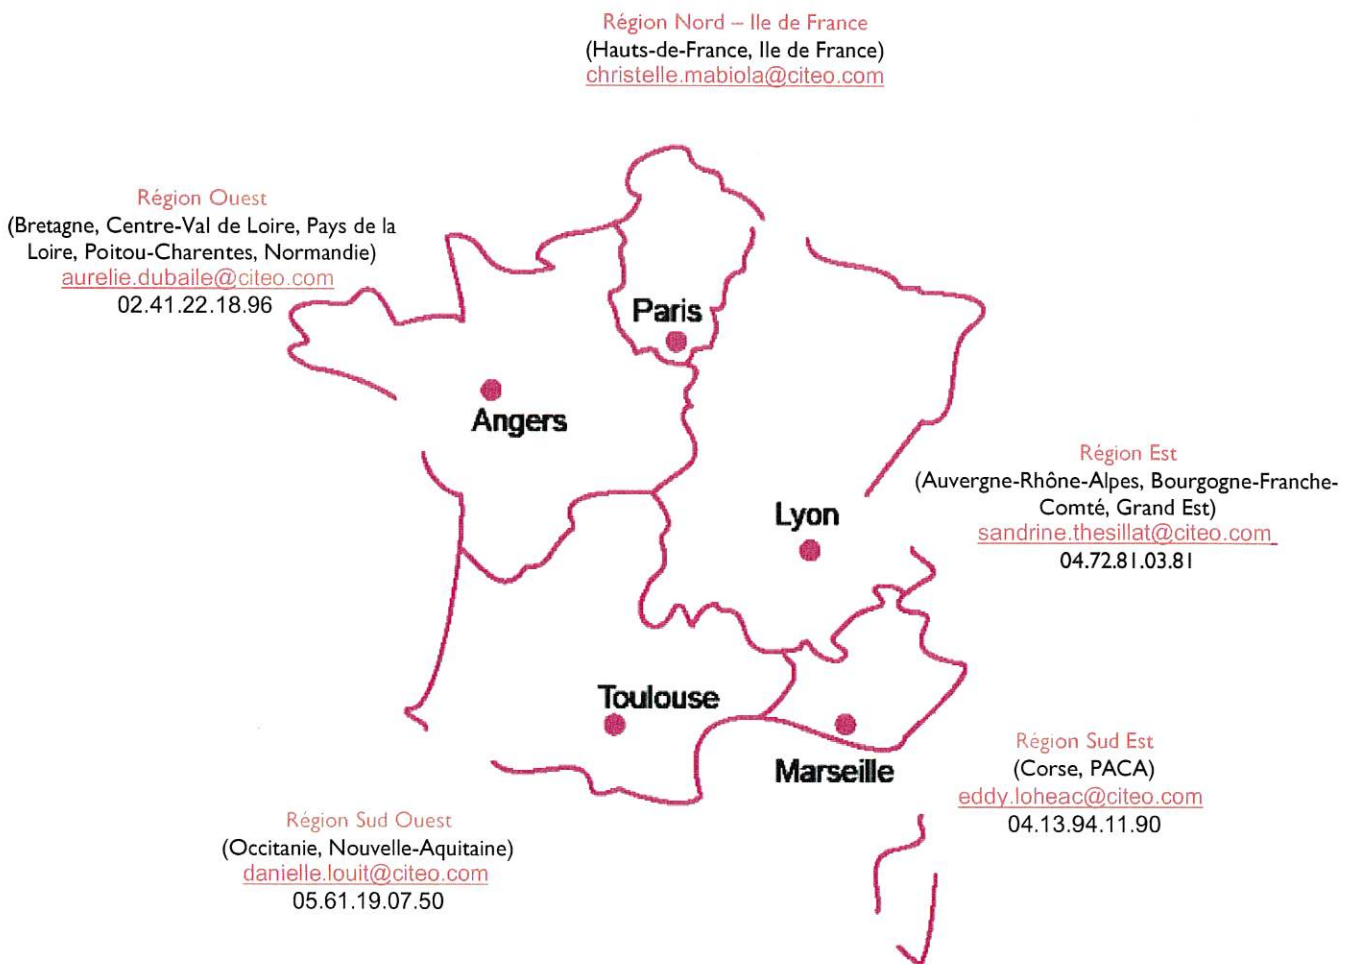 Région Nord – Ile de France
(Hauts-de-France, Ile de France)
christelle.mabiola@citeo.com
Région Ouest
(Bretagne, Centre-Val de Loire, Pays de la
Loire, Poitou-Charentes, Normandie)
aurelie.dubaile@citeo.com
02.41.22.18.96
Paris
Angers
Région Est
(Auvergne-Rhône-Alpes, Bourgogne-Franche-
Comté, Grand Est)
sandrine.thesillat@citeo.com
04.72.81.03.81
Lyon
Toulouse
Marseille
Région Sud Est
(Corse, PACA)
eddy.loheac@citeo.com
04.13.94.11.90
Région Sud Ouest
(Occitanie, Nouvelle-Aquitaine)
danielle.louit@citeo.com
05.61.19.07.50